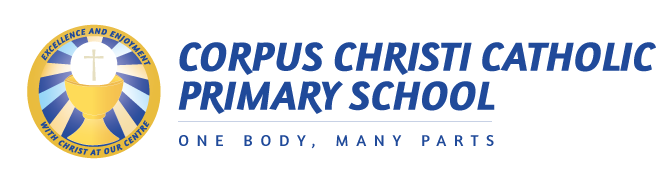 EXCELLENCE AND ENJOYMENT
WITH CHRIST AT OUR CENTRE
CORPUS CHRISTI CATHOLIC
PRIMARY SCHOOL
ONE BODY, MANY PARTS